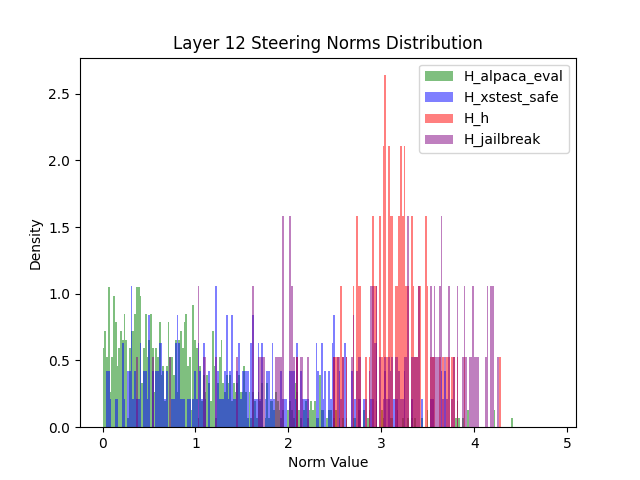 Layer 12 Steering Norms Distribution
H_alpaca_eval
H_xstest_safe
H_h
H_jailbreak
Density
2.5
2.0
1.5
1.0
0.5
0.0
0 1 2 3 4 5
Norm Value